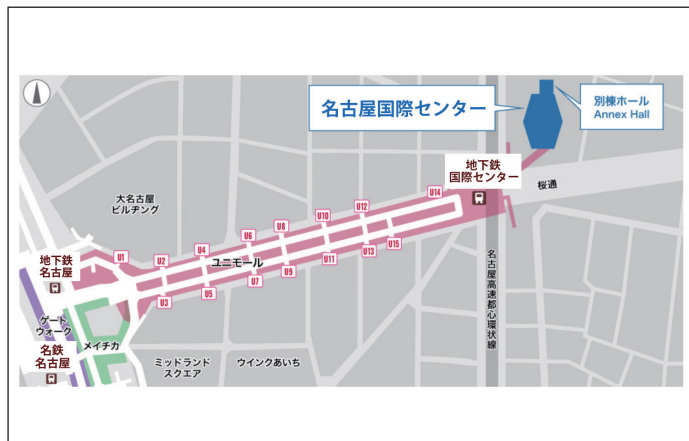 名古屋国際センター
別棟ホール
Annex Hall
地下鉄
国際センター
桜通
大名古屋
ビルヂング
U14
U12
U10
U8
U6
U4
U2
U1
ユニモール
U15
U13
U11
U9
U7
U5
U3
地下鉄
名古屋
ゲート
ウォーク
メイチカ
名鉄
名古屋
ミッドランド
スクエア
ウインクあいち
名古屋高速都心環状線